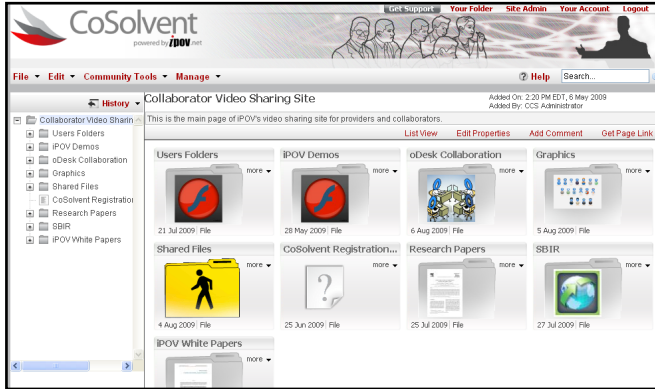 CoSolvent
powered by ipov.net
Get Support Your Folder Site Admin Your Account Logout
File Edit Community Tools Manage
Help Search...
History
Collaborator Video Sharing Site
Added On: 2:20 PM EDT, 6 May 2009
Added By: CCS Administrator
This is the main page of iPOV's video sharing site for providers and collaborators.
List View Edit Properties Add Comment Get Page Link
Collaborator Video Sharin
Users Folders
iPOV Demos
oDesk Collaboration
Graphics
Shared Files
CoSolvent Registration
Research Papers
SBIR
iPOV White Papers
Users Folders
more
21 Jul 2009 File
iPOV Demos
more
28 May 2009 File
oDesk Collaboration
more
6 Aug 2009 File
Graphics
more
5 Aug 2009 File
Shared Files
more
4 Aug 2009 File
CoSolvent Registration...
more
?
25 Jun 2009 File
Research Papers
more
25 Jul 2009 File
SBIR
more
27 Jul 2009 File
iPOV White Papers
more